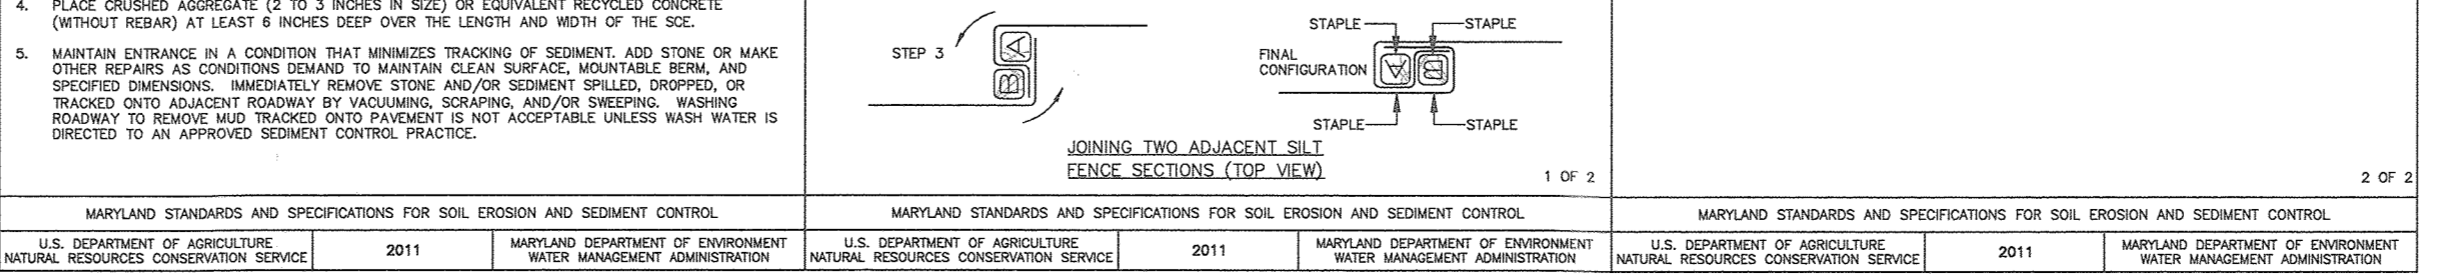 4. PLACE CRUSHED AGGREGATE (2 TO 3 INCHES IN SIZE) OR EQUIVALENT RECYCLED CONCRETE
(WITHOUT REBAR) AT LEAST 6 INCHES DEEP OVER THE LENGTH AND WIDTH OF THE SCE.
5. MAINTAIN ENTRANCE IN A CONDITION THAT MINIMIZES TRACKING OF SEDIMENT. ADD STONE OR MAKE
OTHER REPAIRS AS CONDITIONS DEMAND TO MAINTAIN CLEAN SURFACE, MOUNTABLE BERM, AND
SPECIFIED DIMENSIONS. IMMEDIATELY REMOVE STONE AND/OR SEDIMENT SPILLED, DROPPED, OR
TRACKED ONTO ADJACENT ROADWAY BY VACUUMING, SCRAPING, AND/OR SWEEPING. WASHING
ROADWAY TO REMOVE MUD TRACKED ONTO PAVEMENT IS NOT ACCEPTABLE UNLESS WASH WATER IS
DIRECTED TO AN APPROVED SEDIMENT CONTROL PRACTICE.
MARYLAND STANDARDS AND SPECIFICATIONS FOR SOIL EROSION AND SEDIMENT CONTROL
U.S. DEPARTMENT OF AGRICULTURE
NATURAL RESOURCES CONSERVATION SERVICE
2011
MARYLAND DEPARTMENT OF ENVIRONMENT
WATER MANAGEMENT ADMINISTRATION
STEP 3
A
B
STAPLE
STAPLE
FINAL
CONFIGURATION
A
B
STAPLE
STAPLE
JOINING TWO ADJACENT SILT
FENCE SECTIONS (TOP VIEW)
1 OF 2
MARYLAND STANDARDS AND SPECIFICATIONS FOR SOIL EROSION AND SEDIMENT CONTROL
U.S. DEPARTMENT OF AGRICULTURE
NATURAL RESOURCES CONSERVATION SERVICE
2011
MARYLAND DEPARTMENT OF ENVIRONMENT
WATER MANAGEMENT ADMINISTRATION
2 OF 2
MARYLAND STANDARDS AND SPECIFICATIONS FOR SOIL EROSION AND SEDIMENT CONTROL
U.S. DEPARTMENT OF AGRICULTURE
NATURAL RESOURCES CONSERVATION SERVICE
2011
MARYLAND DEPARTMENT OF ENVIRONMENT
WATER MANAGEMENT ADMINISTRATION